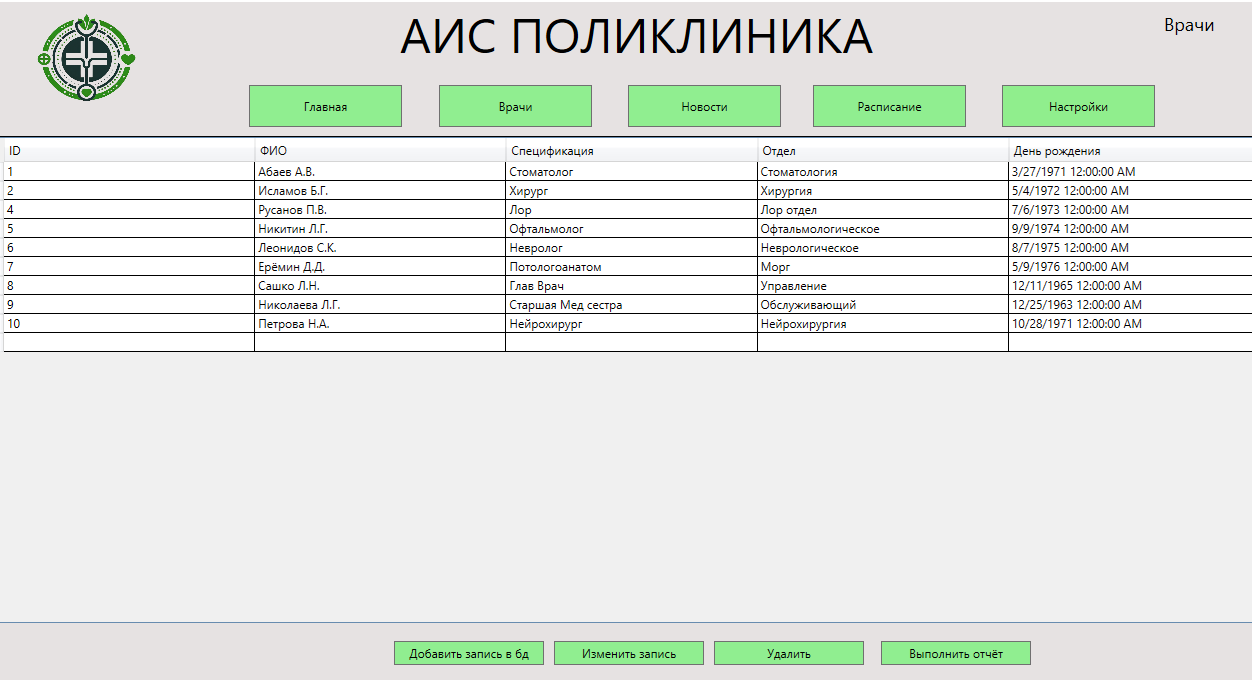 АИС ПОЛИКЛИНИКА
Врачи
Главная Врачи Новости Расписание Настройки
ID ФИО Спецификация Отдел День рождения
1 Абаев А.В. Стоматолог Стоматология 3/27/1971 12:00:00 AM
2 Исламов Б.Г. Хирург Хирургия 5/4/1972 12:00:00 AM
4 Русанов П.В. Лор Лор отдел 7/6/1973 12:00:00 AM
5 Никитин Л.Г. Офтальмолог Офтальмологическое 9/9/1974 12:00:00 AM
6 Леонидов С.К. Невролог Неврологическое 8/7/1975 12:00:00 AM
7 Ерёмин Д.Д. Потологоанатом Морг 5/9/1976 12:00:00 AM
8 Сашко Л.Н. Глав Врач Управление 12/11/1965 12:00:00 AM
9 Николаева Л.Г. Старшая Мед сестра Обслуживающий 12/25/1963 12:00:00 AM
10 Петрова Н.А. Нейрохирург Нейрохирургия 10/28/1971 12:00:00 AM
Добавить запись в бд Изменить запись Удалить Выполнить отчёт